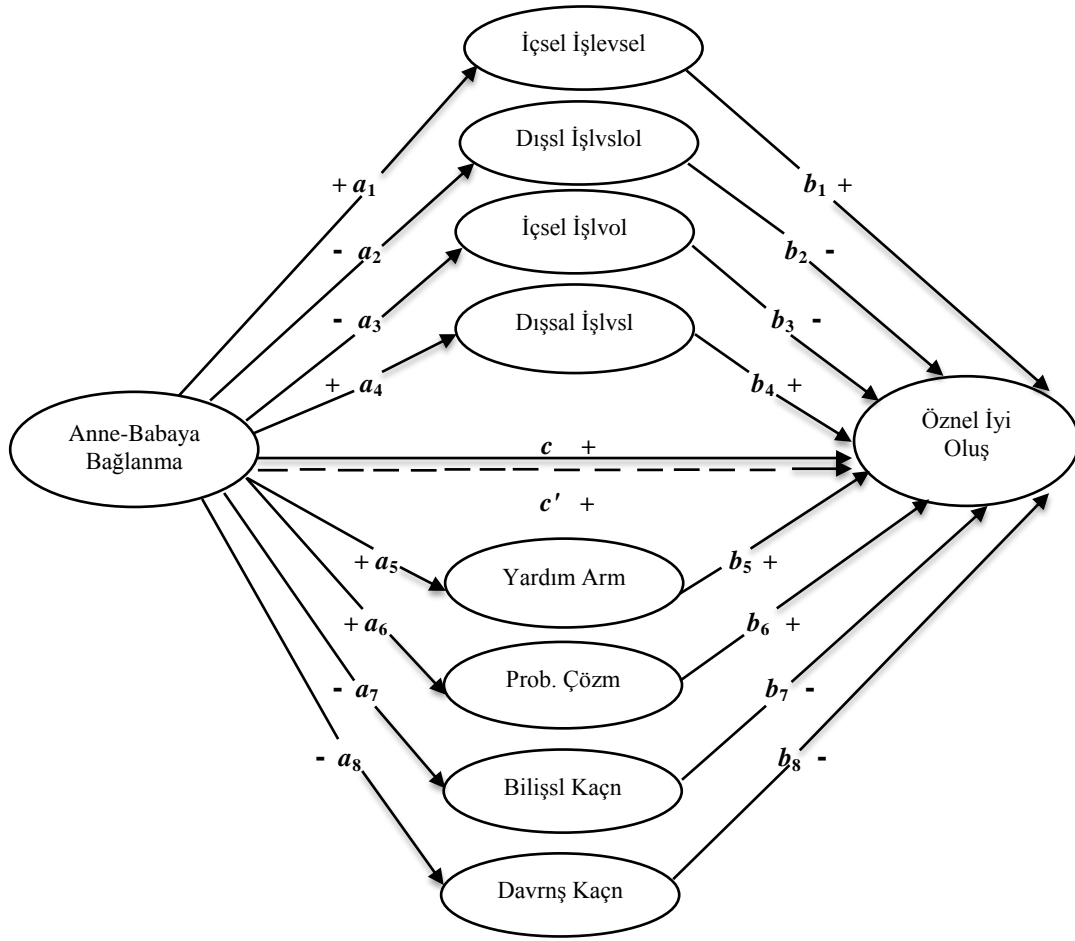 İçsel İşlevsel
Dışsl İşlvslol
+ a1
b1 +
İçsel İşlvol
- a2
b2 -
- a3
b3 -
Dışsal İşlvsl
+ a4
b4 +
Anne-Babaya
Bağlanma
Öznel İyi
Oluş
c +
c' +
+ a5
Yardım Arm
b5 +
+ a6
b6 +
Prob. Çözm
- a7
b7 -
- a8
b8 -
Bilişsl Kaçn
Davrnş Kaçn